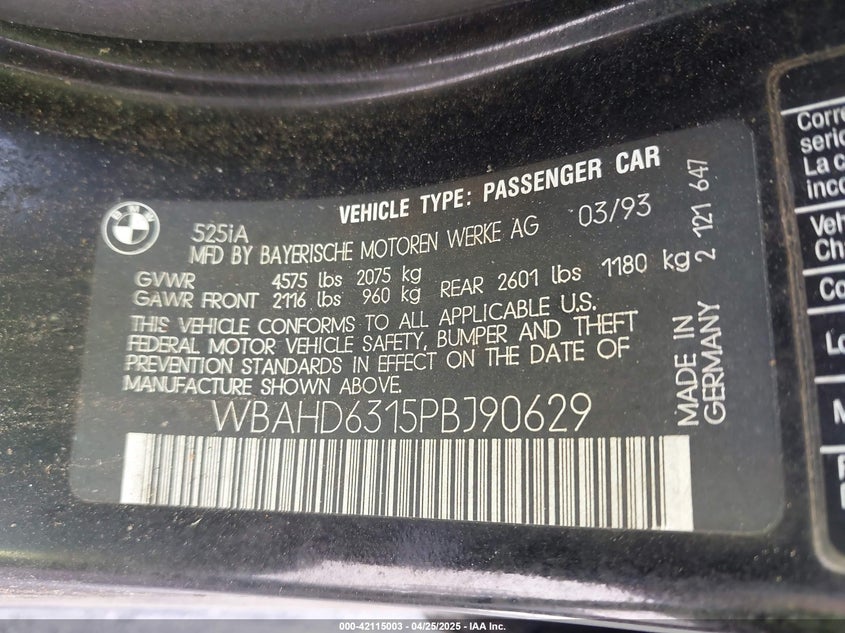 BMW
VEHICLE TYPE: PASSENGER CAR
525iA
MFD BY BAYERISCHE MOTOREN WERKE AG 03/93
GVWR 4575 lbs 2075 kg
GAWR FRONT 2116 lbs 960 kg REAR 2601 lbs 1180 kg
THIS VEHICLE CONFORMS TO ALL APPLICABLE U.S.
FEDERAL MOTOR VEHICLE SAFETY, BUMPER AND THEFT
PREVENTION STANDARDS IN EFFECT ON THE DATE OF
MANUFACTURE SHOWN ABOVE.
WBAHD6315PBJ90629
MADE IN
GERMANY
2 121 647
La c
Co
000-42115003 - 04/25/2025 - IAA Inc.